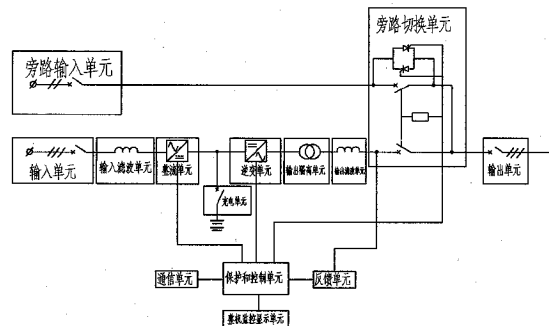 旁路切换单元
旁路输入单元
输入单元
输入滤波单元
整流单元
逆变单元
输出隔离单元
输出滤波单元
输出单元
充电单元
通信单元
保护和控制单元
反馈单元
整机监控显示单元